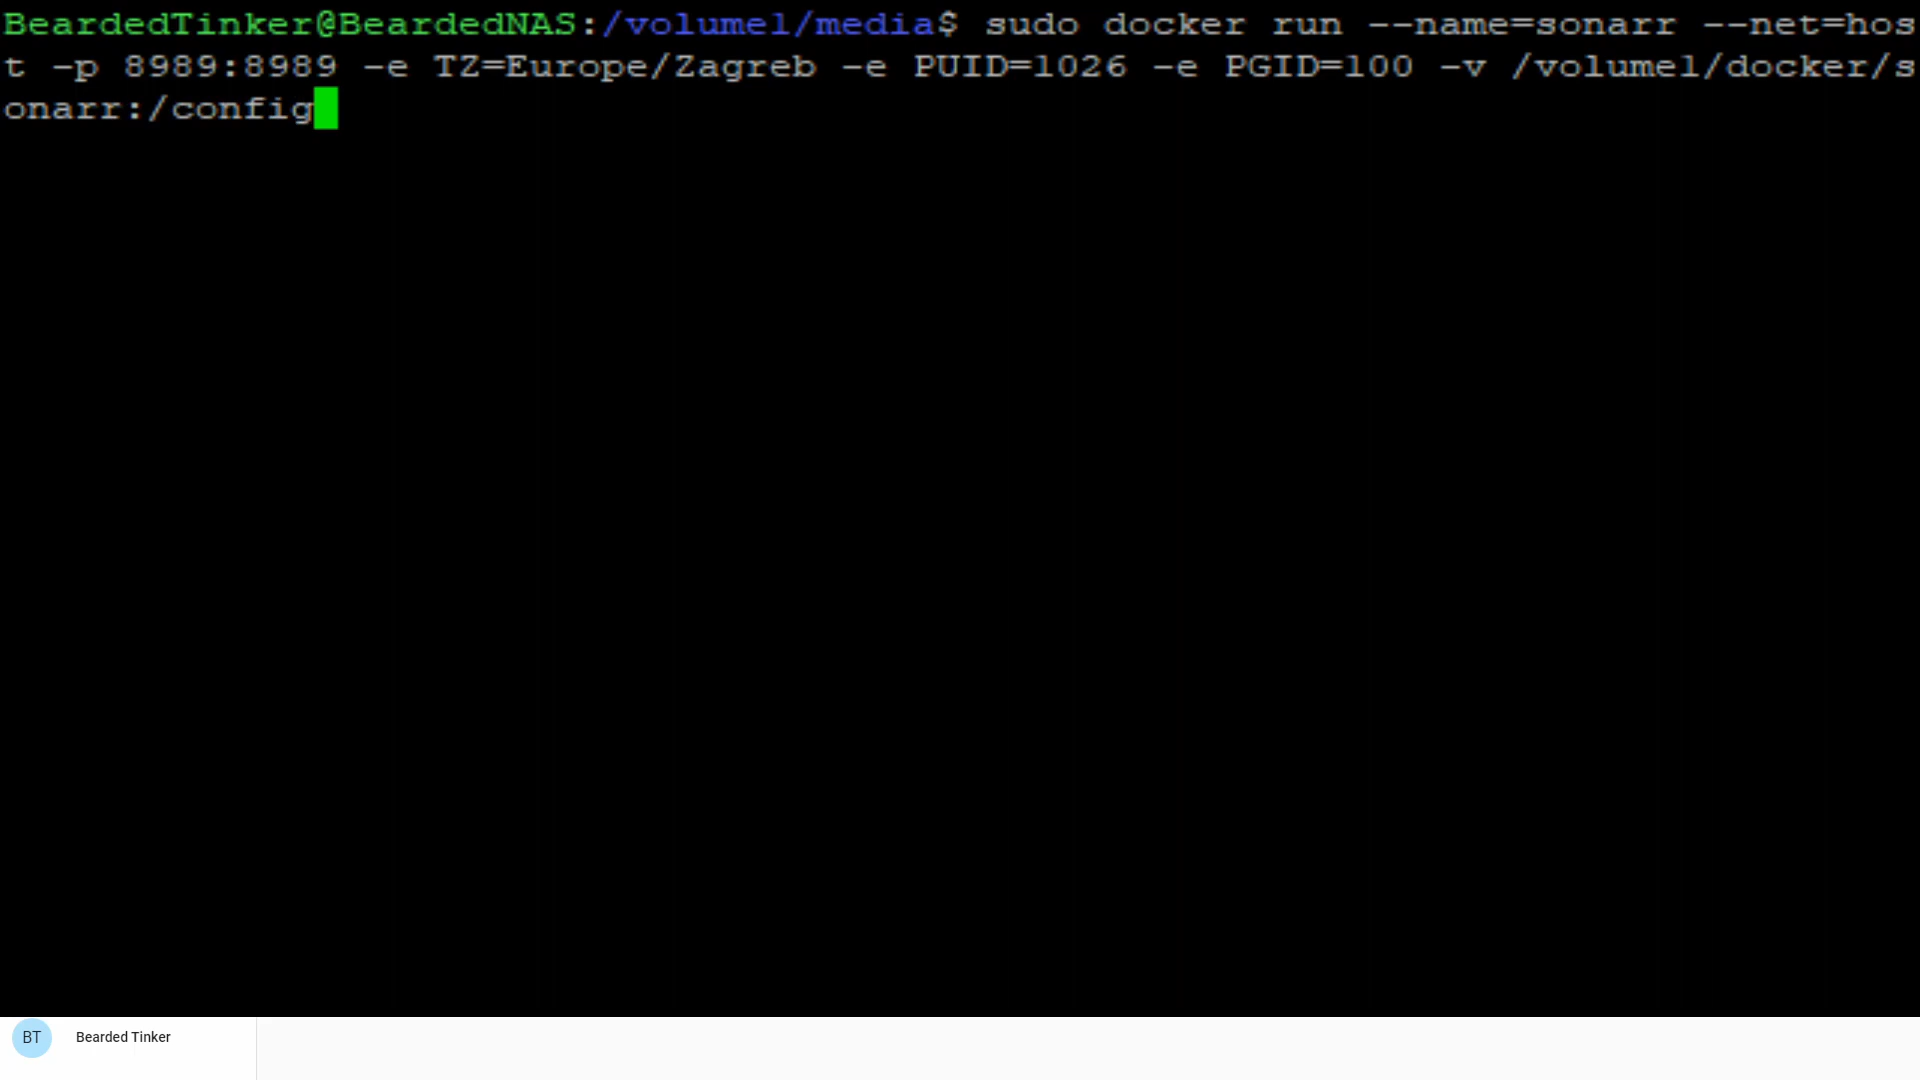 BeardedTinker@BeardedNAS:/volume1/media$ sudo docker run --name=sonarr --net=hos
t -p 8989:8989 -e TZ=Europe/Zagreb -e PUID=1026 -e PGID=100 -v /volume1/docker/s
onarr:/config
BT Bearded Tinker